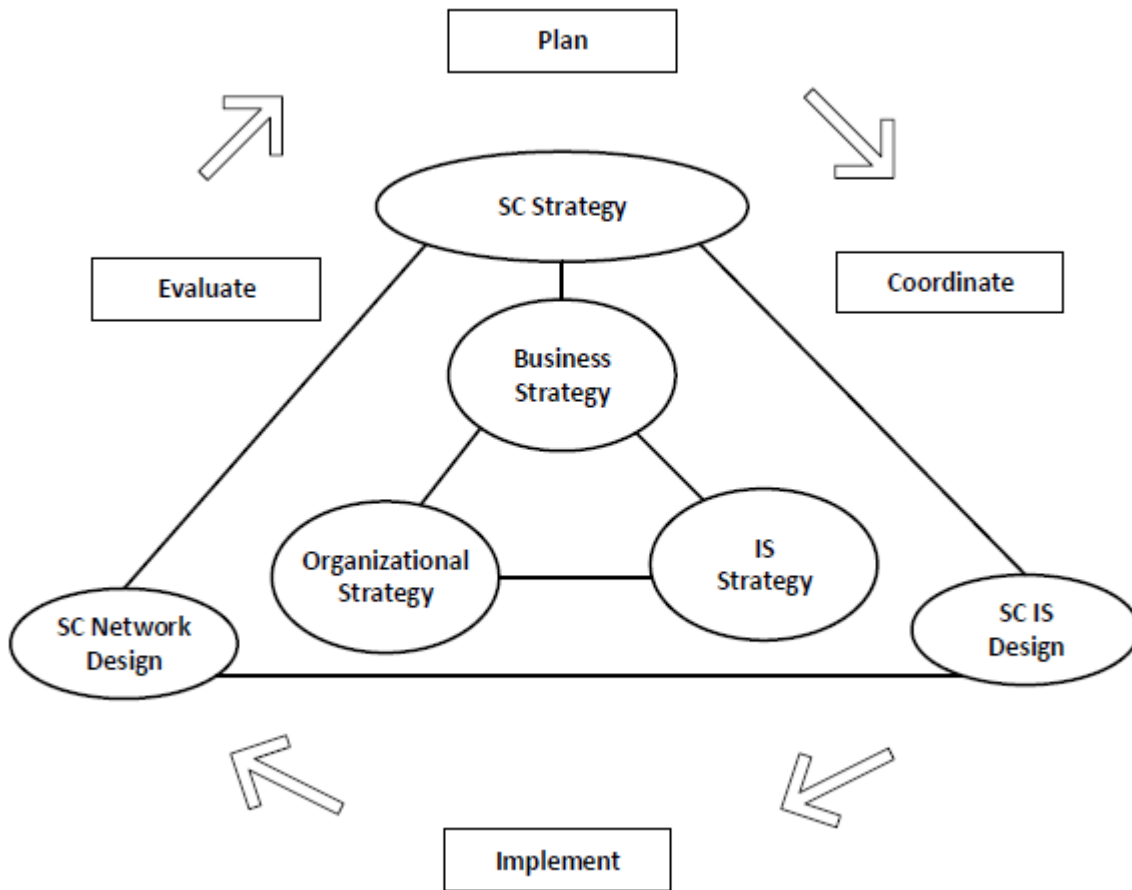 Plan
SC Strategy
Evaluate
Coordinate
Business
Strategy
Organizational
Strategy
IS
Strategy
SC Network
Design
SC IS
Design
Implement